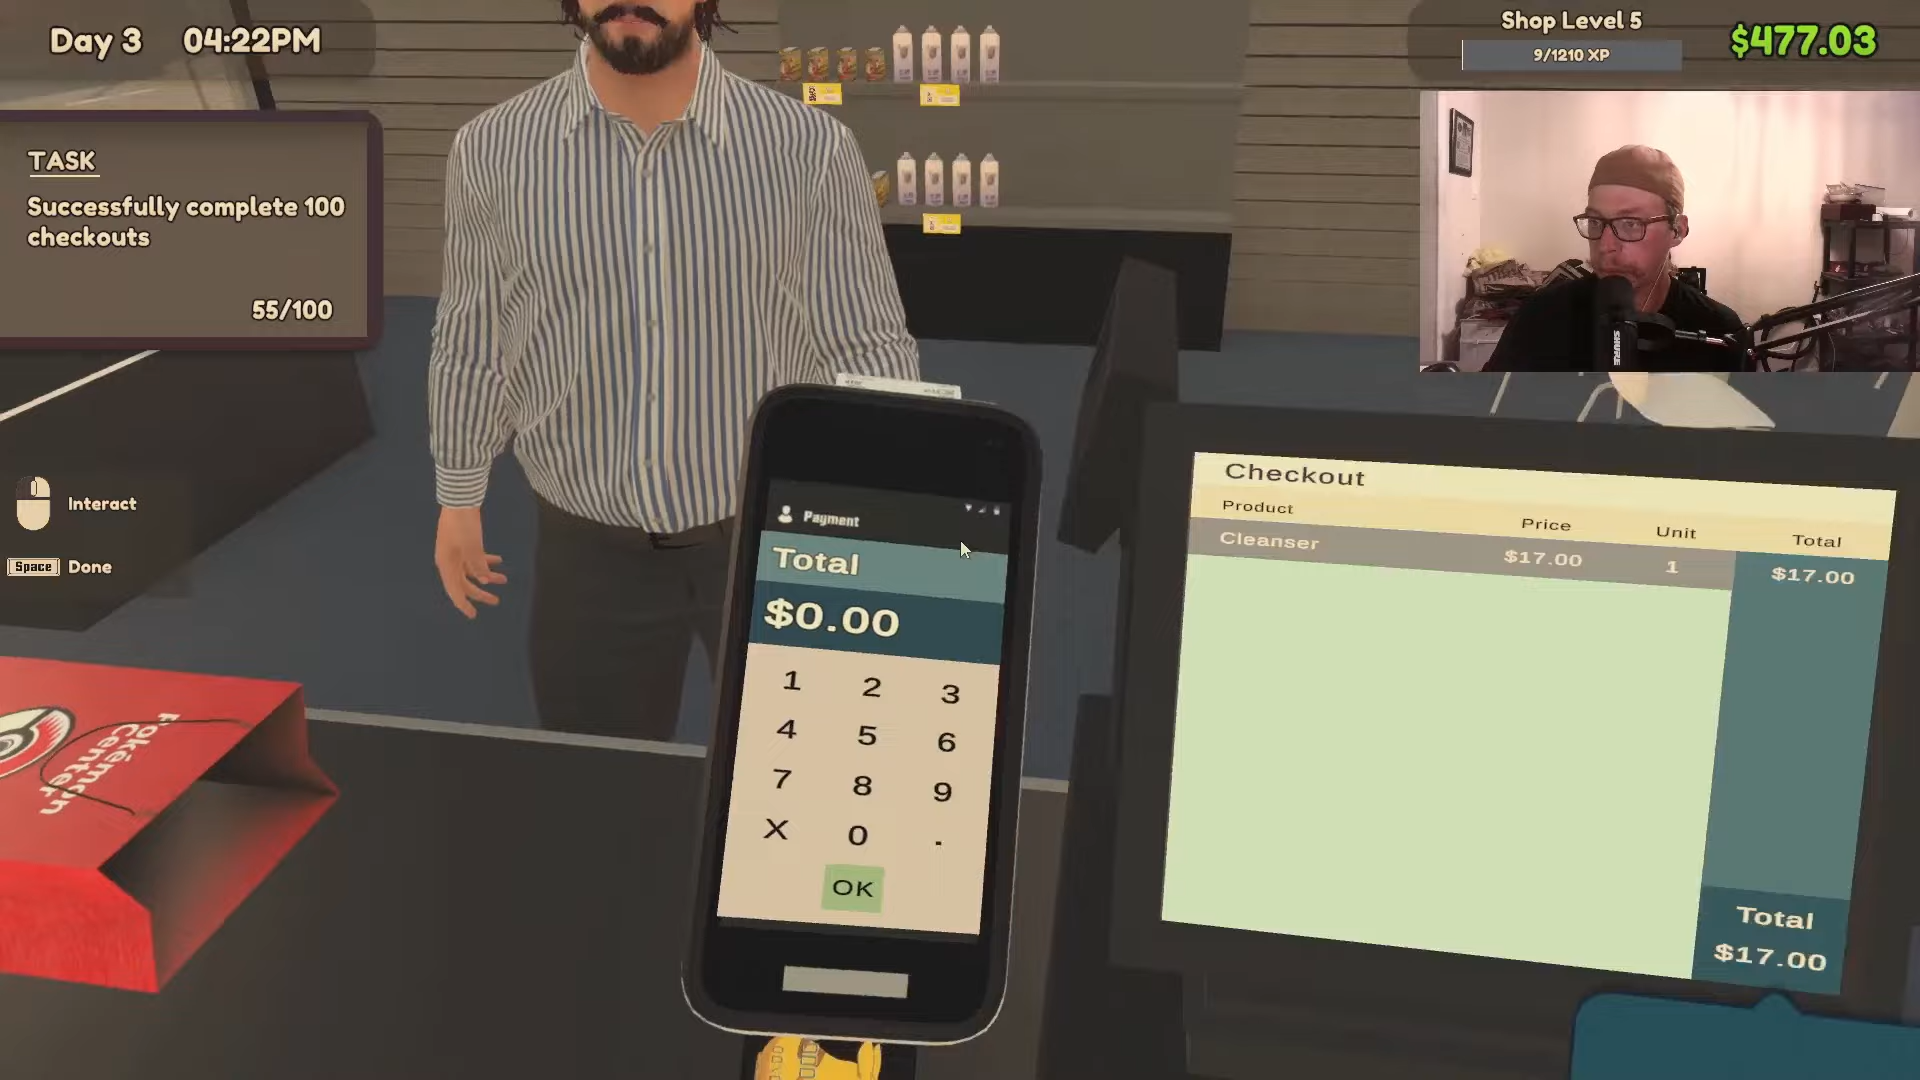 Day 3 04:22PM
Shop Level 5
9/1210 XP
$477.03
TASK
Successfully complete 100
checkouts
55/100
Interact
Space Done
Pokémon
Center
Payment
Total
$0.00
1 2 3
4 5 6
7 8 9
X 0 .
OK
Checkout
Product Price Unit Total
Cleanser $17.00 1 $17.00
Total
$17.00
SHURE